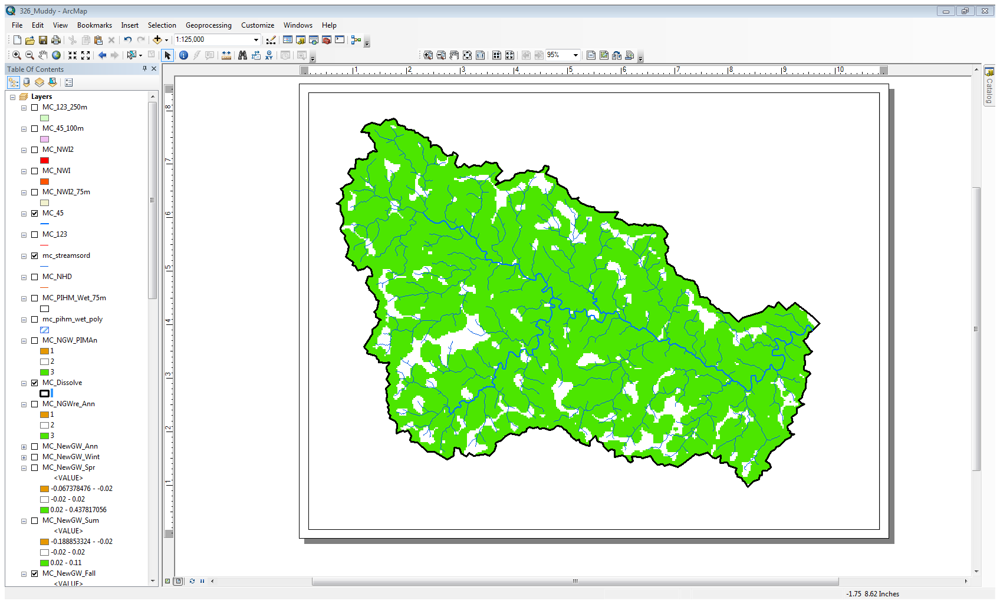 326_Muddy - ArcMap
File Edit View Bookmarks Insert Selection Geoprocessing Customize Windows Help
1:125,000
95%
Table Of Contents
Layers
MC_123_250m
MC_45_100m
MC_NWI2
MC_NWI
MC_NWI2_75m
MC_45
MC_123
mc_streamsord
MC_NHD
MC_PIHM_Wet_75m
mc_pihm_wet_poly
MC_NGW_PIMAn
1
2
3
MC_Dissolve
MC_NGWre_Ann
1
2
3
MC_NewGW_Ann
MC_NewGW_Wint
MC_NewGW_Spr
<VALUE>
-0.067378476 - -0.02
-0.02 - 0.02
0.02 - 0.437817056
MC_NewGW_Sum
<VALUE>
-0.188853324 - -0.02
-0.02 - 0.02
0.02 - 0.11
MC_NewGW_Fall
<VALUE>
1 2 3 4 5 6 7 8 9 10
8
7
6
5
4
3
2
1
Catalog
-1.75 8.62 Inches